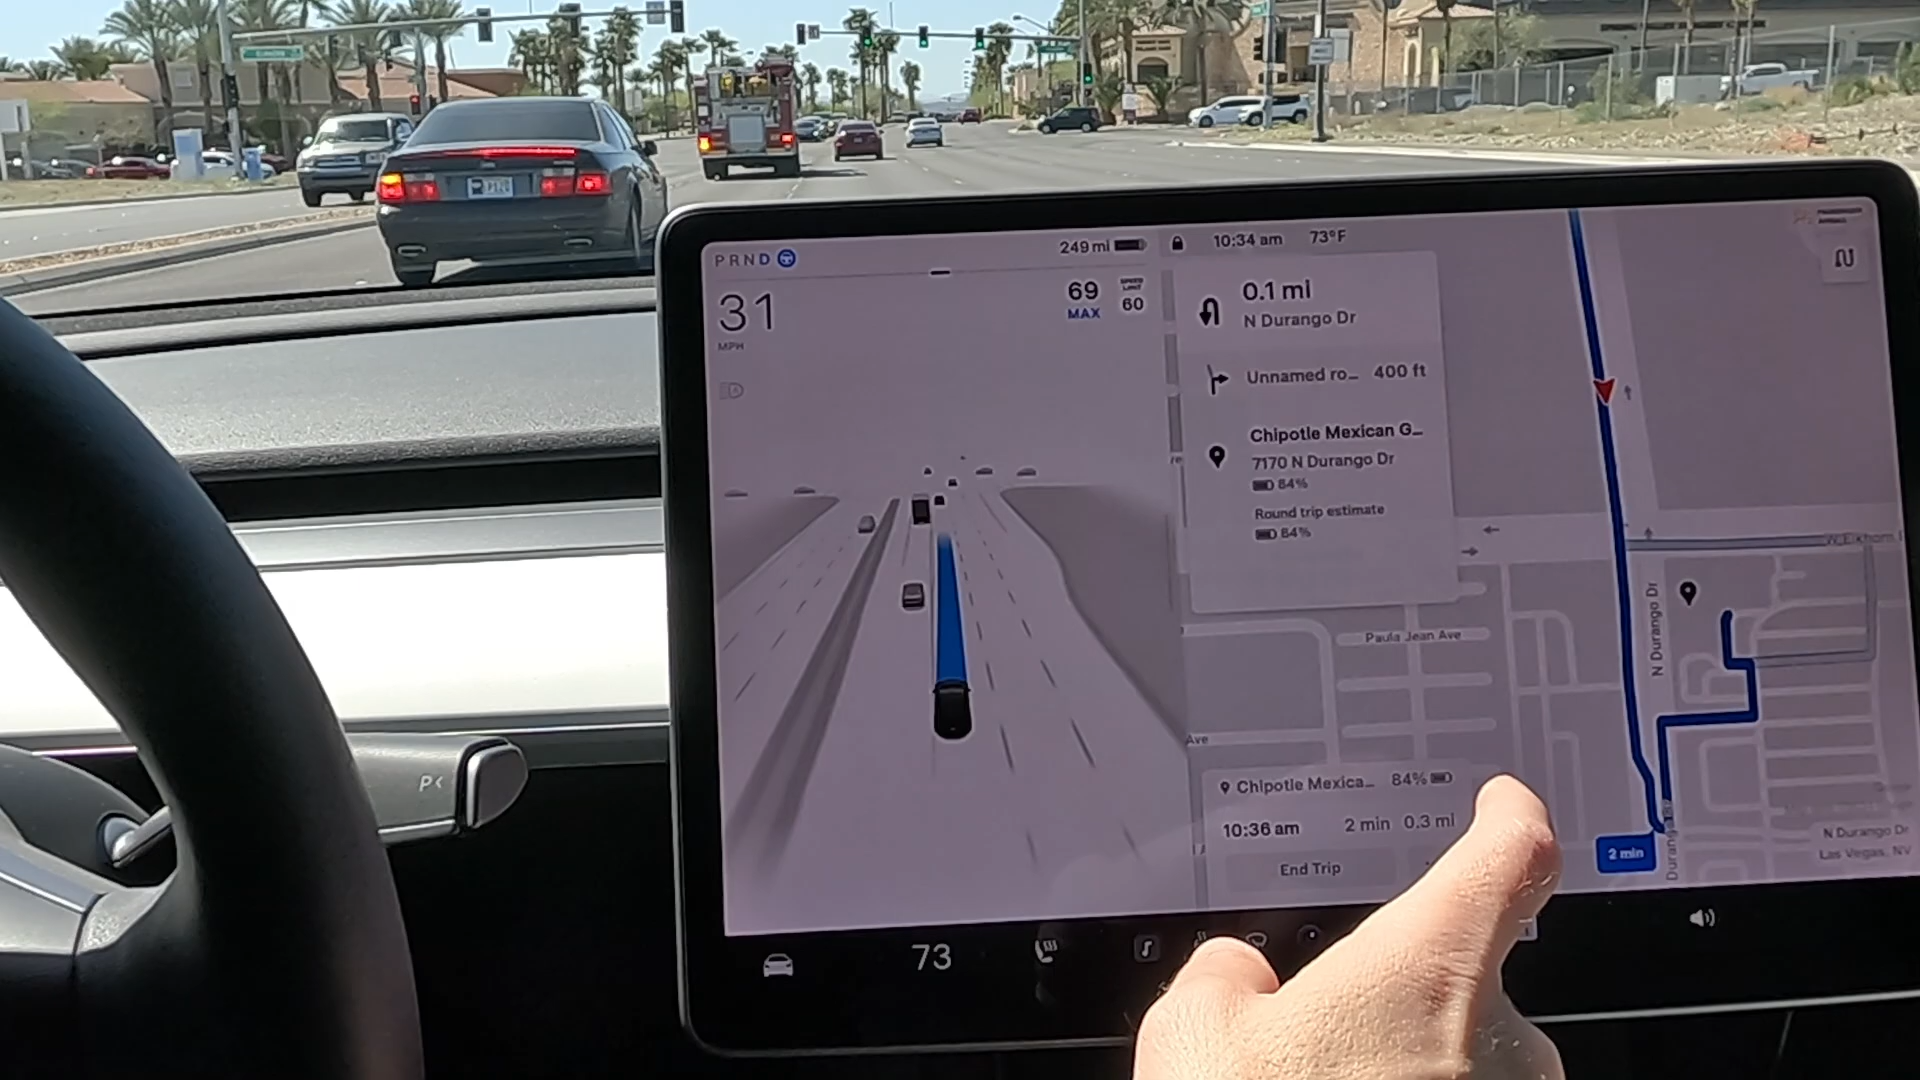 PRND
249 mi
10:34 am
73°F
31
MPH
69
MAX
SPEED
LIMIT
60
0.1 mi
N Durango Dr
Unnamed ro...
400 ft
Chipotle Mexican G...
7170 N Durango Dr
84%
Round trip estimate
84%
W Elkhorn
N Durango Dr
Paula Jean Ave
Ave
Chipotle Mexica...
84%
10:36 am
2 min
0.3 mi
End Trip
2 min
N Durango Dr
Las Vegas, NV
P<
73